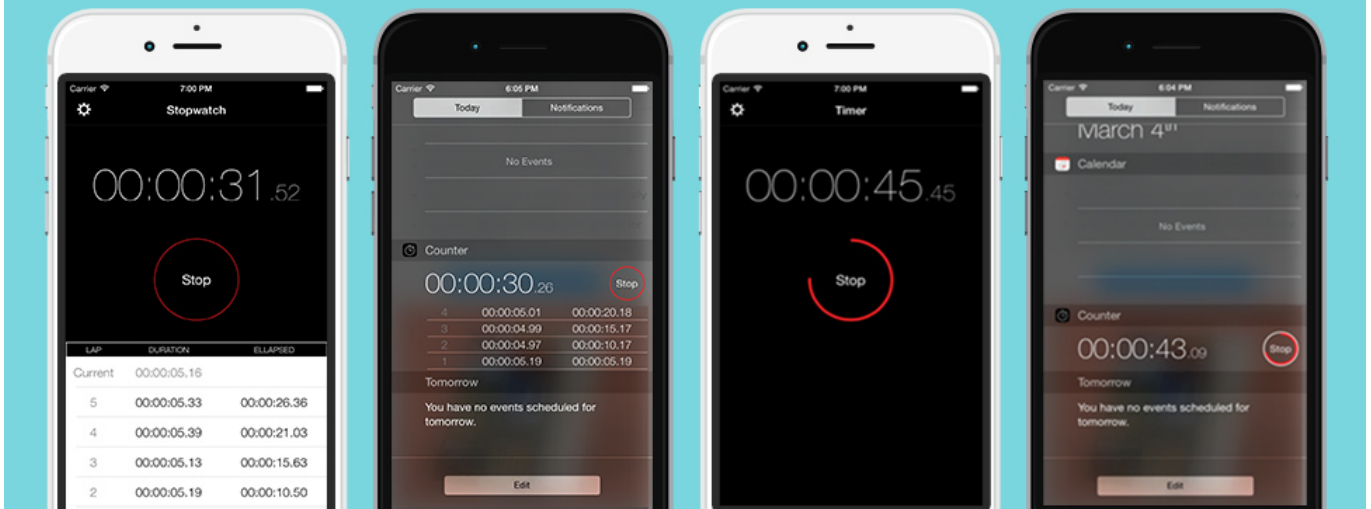 Carrier 7:00 PM
Stopwatch
00:00:31.52
Stop
LAP DURATION ELLAPSED
Current 00:00:05.16
5 00:00:05.33 00:00:26.36
4 00:00:05.39 00:00:21.03
3 00:00:05.13 00:00:15.63
2 00:00:05.19 00:00:10.50
Carrier 6:05 PM
Today Notifications
No Events
Counter
00:00:30.26 Stop
4 00:00:05.01 00:00:20.18
3 00:00:04.99 00:00:15.17
2 00:00:04.97 00:00:10.17
1 00:00:05.19 00:00:05.19
Tomorrow
You have no events scheduled for
tomorrow.
Edit
Carrier 7:00 PM
Timer
00:00:45.45
Stop
Carrier 6:04 PM
Today Notifications
March 4th
Calendar
No Events
Counter
00:00:43.09 Stop
Tomorrow
You have no events scheduled for
tomorrow.
Edit